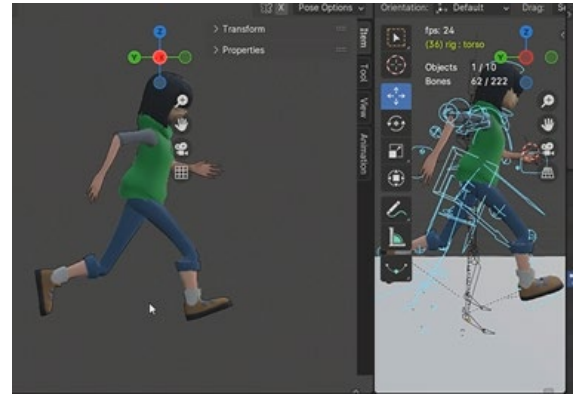 X Pose Options
Transform
Properties
Item
Tool
View
Animation
Z
Y
X
Orientation: Default Drag:
fps: 24
(36) rig : torso
Objects 1/10
Bones 62/222